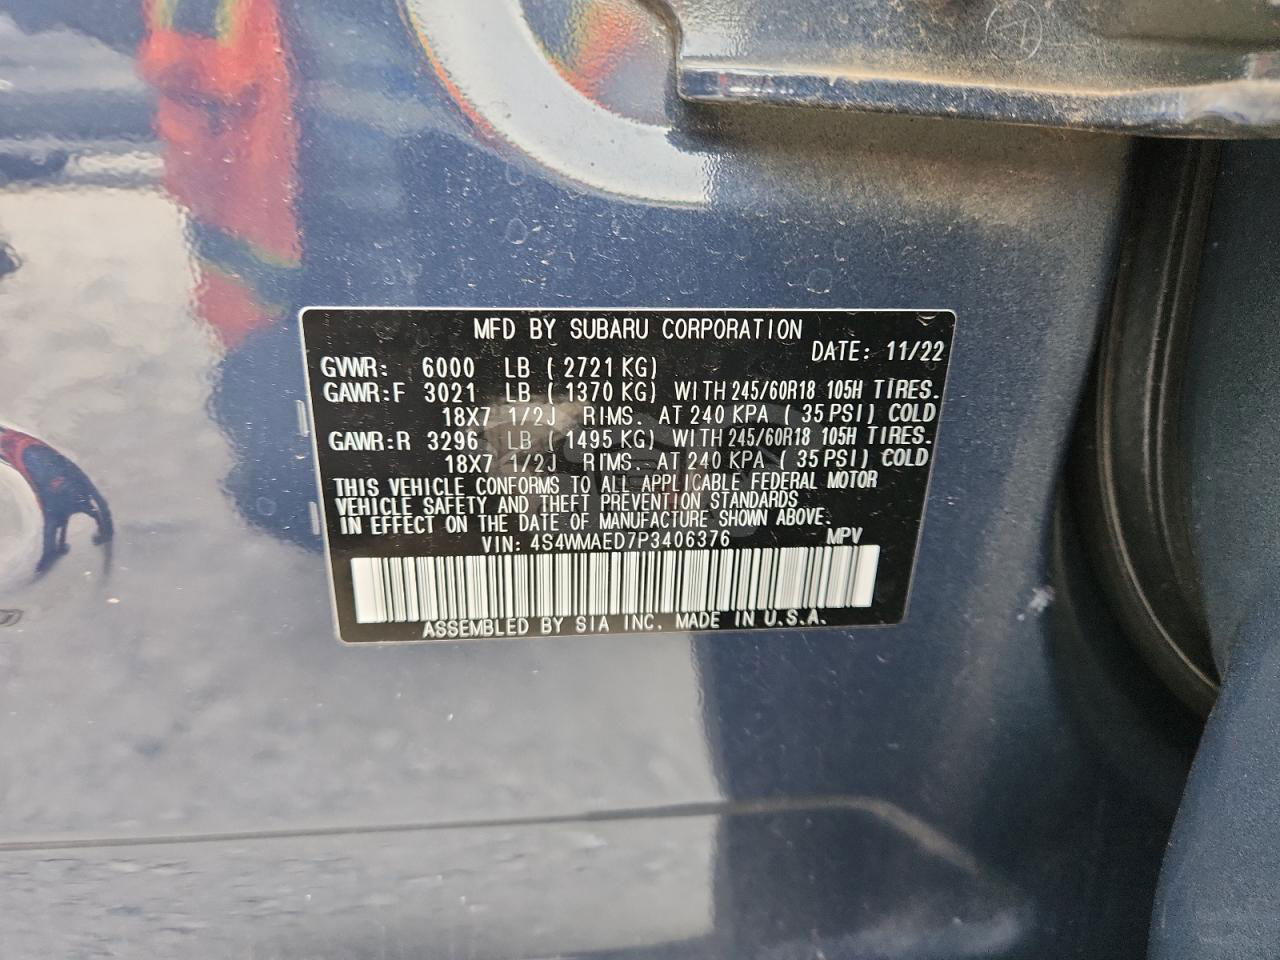 MFD BY SUBARU CORPORATION
DATE: 11/22
GVWR: 6000 LB ( 2721 KG)
GAWR:F 3021 LB ( 1370 KG) WITH 245/60R18 105H TIRES.
18X7 1/2J RIMS. AT 240 KPA ( 35 PSI) COLD
GAWR:R 3296 LB ( 1495 KG) WITH 245/60R18 105H TIRES.
18X7 1/2J RIMS. AT 240 KPA ( 35 PSI) COLD
THIS VEHICLE CONFORMS TO ALL APPLICABLE FEDERAL MOTOR
VEHICLE SAFETY AND THEFT PREVENTION STANDARDS
IN EFFECT ON THE DATE OF MANUFACTURE SHOWN ABOVE.
VIN: 4S4WMAED7P3406376 MPV
ASSEMBLED BY SIA INC. MADE IN U.S.A.